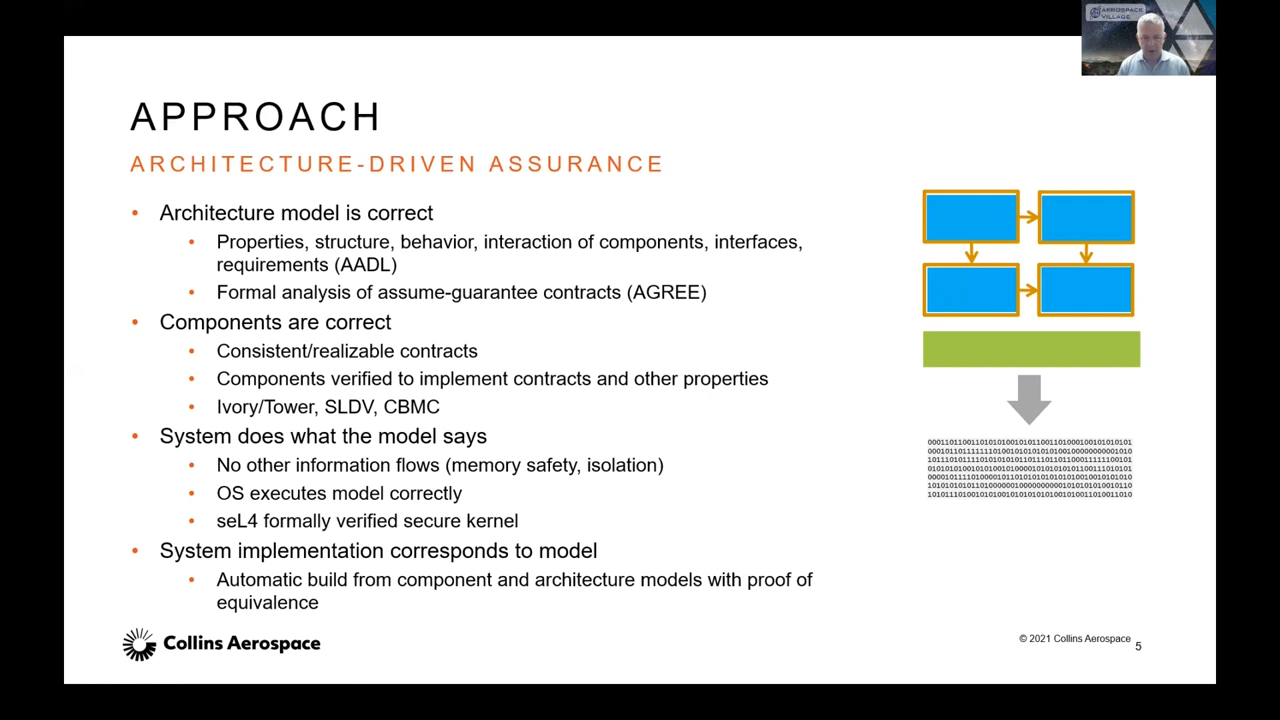 AEROSPACE
VILLAGE
APPROACH
ARCHITECTURE-DRIVEN ASSURANCE
• Architecture model is correct
• Properties, structure, behavior, interaction of components, interfaces,
requirements (AADL)
• Formal analysis of assume-guarantee contracts (AGREE)
• Components are correct
• Consistent/realizable contracts
• Components verified to implement contracts and other properties
• Ivory/Tower, SLDV, CBMC
• System does what the model says
• No other information flows (memory safety, isolation)
• OS executes model correctly
• seL4 formally verified secure kernel
• System implementation corresponds to model
• Automatic build from component and architecture models with proof of
equivalence
Collins Aerospace
© 2021 Collins Aerospace
5